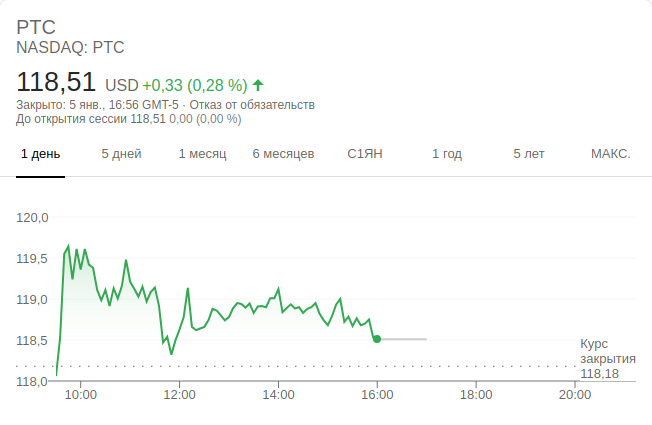 PTC
NASDAQ: PTC
118,51 USD +0,33 (0,28 %)
Закрыто: 5 янв., 16:56 GMT-5 · Отказ от обязательств
До открытия сессии 118,51 0,00 (0,00 %)
1 день 5 дней 1 месяц 6 месяцев С1ЯН 1 год 5 лет МАКС.
120,0
119,5
119,0
118,5
Курс
закрытия
118,18
118,0
10:00 12:00 14:00 16:00 18:00 20:00